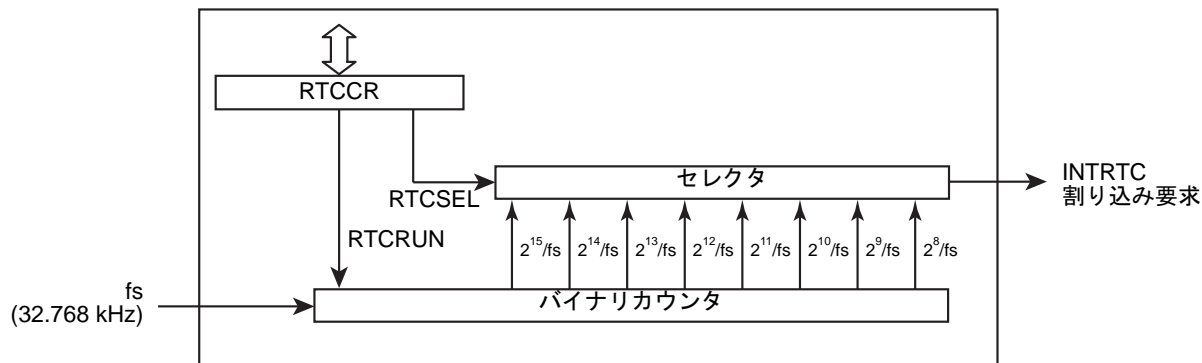 RTCCR
セレクタ
INTRTC
割り込み要求
RTCSEL
RTCRUN
2^15/fs 2^14/fs 2^13/fs 2^12/fs 2^11/fs 2^10/fs 2^9/fs 2^8/fs
fs
(32.768 kHz)
バイナリカウンタ